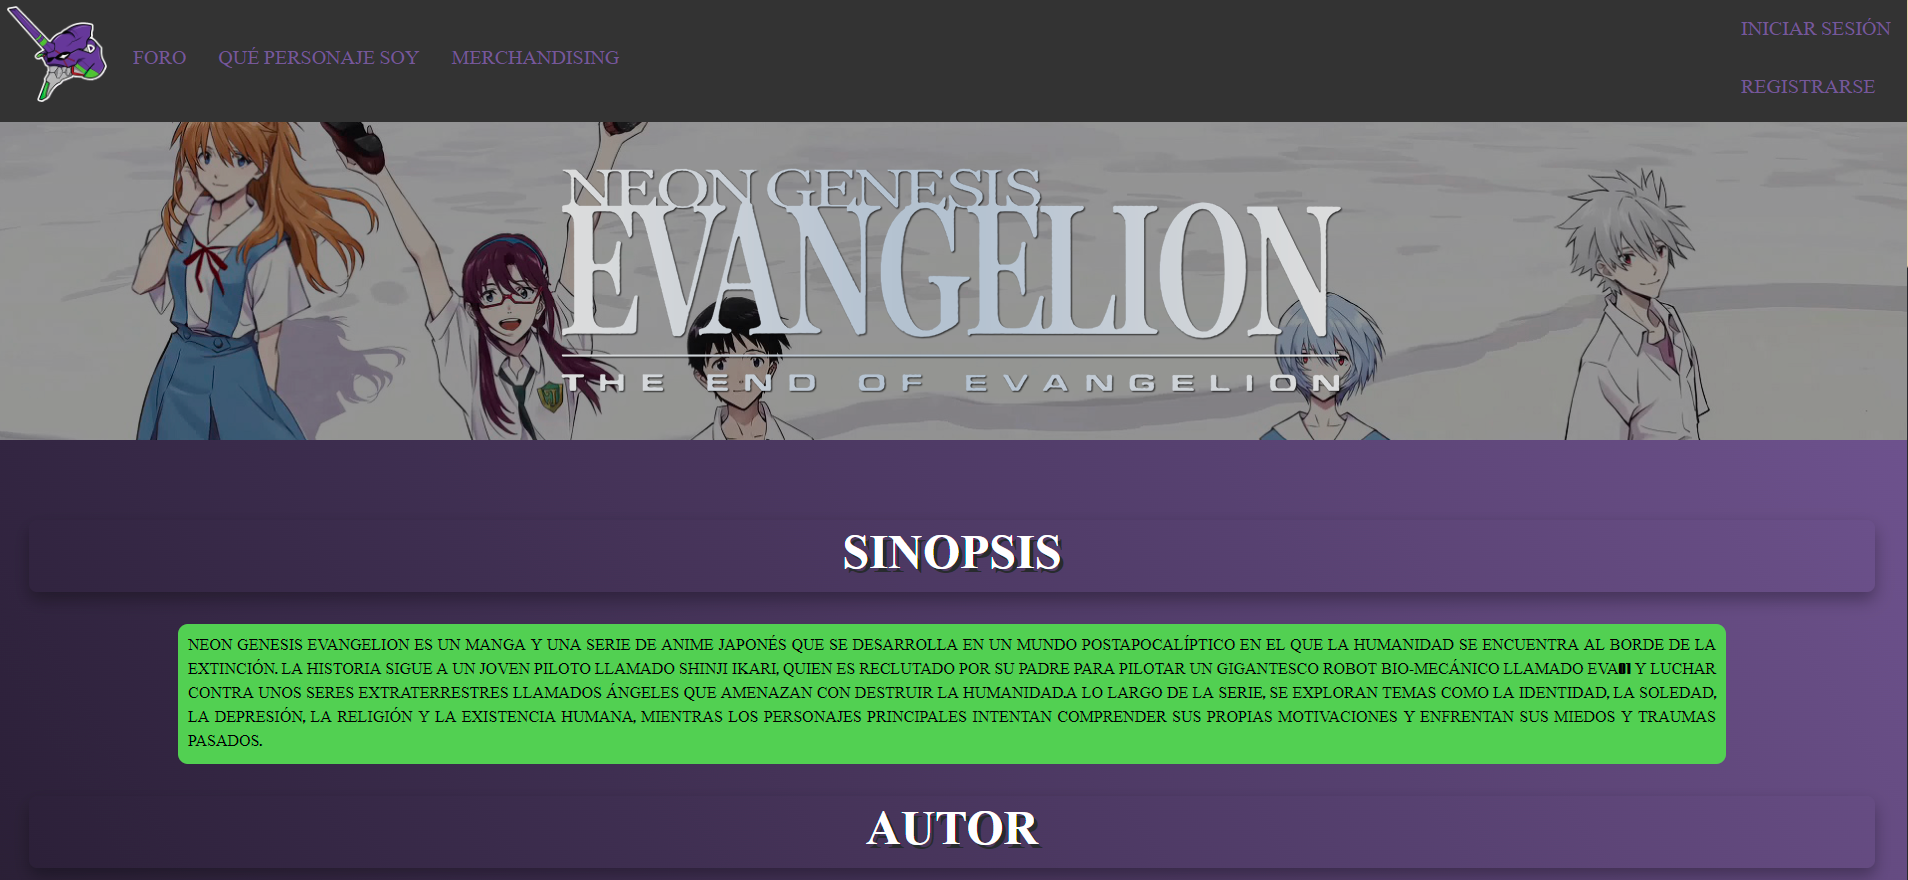 FORO QUÉ PERSONAJE SOY MERCHANDISING
INICIAR SESIÓN
REGISTRARSE
NEON GENESIS
EVANGELION
THE END OF EVANGELION
SINOPSIS
NEON GENESIS EVANGELION ES UN MANGA Y UNA SERIE DE ANIME JAPONÉS QUE SE DESARROLLA EN UN MUNDO POSTAPOCALÍPTICO EN EL QUE LA HUMANIDAD SE ENCUENTRA AL BORDE DE LA
EXTINCIÓN. LA HISTORIA SIGUE A UN JOVEN PILOTO LLAMADO SHINJI IKARI, QUIEN ES RECLUTADO POR SU PADRE PARA PILOTAR UN GIGANTESCO ROBOT BIO-MECÁNICO LLAMADO EVA01 Y LUCHAR
CONTRA UNOS SERES EXTRATERRESTRES LLAMADOS ÁNGELES QUE AMENAZAN CON DESTRUIR LA HUMANIDAD.A LO LARGO DE LA SERIE, SE EXPLORAN TEMAS COMO LA IDENTIDAD, LA SOLEDAD,
LA DEPRESIÓN, LA RELIGIÓN Y LA EXISTENCIA HUMANA, MIENTRAS LOS PERSONAJES PRINCIPALES INTENTAN COMPRENDER SUS PROPIAS MOTIVACIONES Y ENFRENTAN SUS MIEDOS Y TRAUMAS
PASADOS.
AUTOR